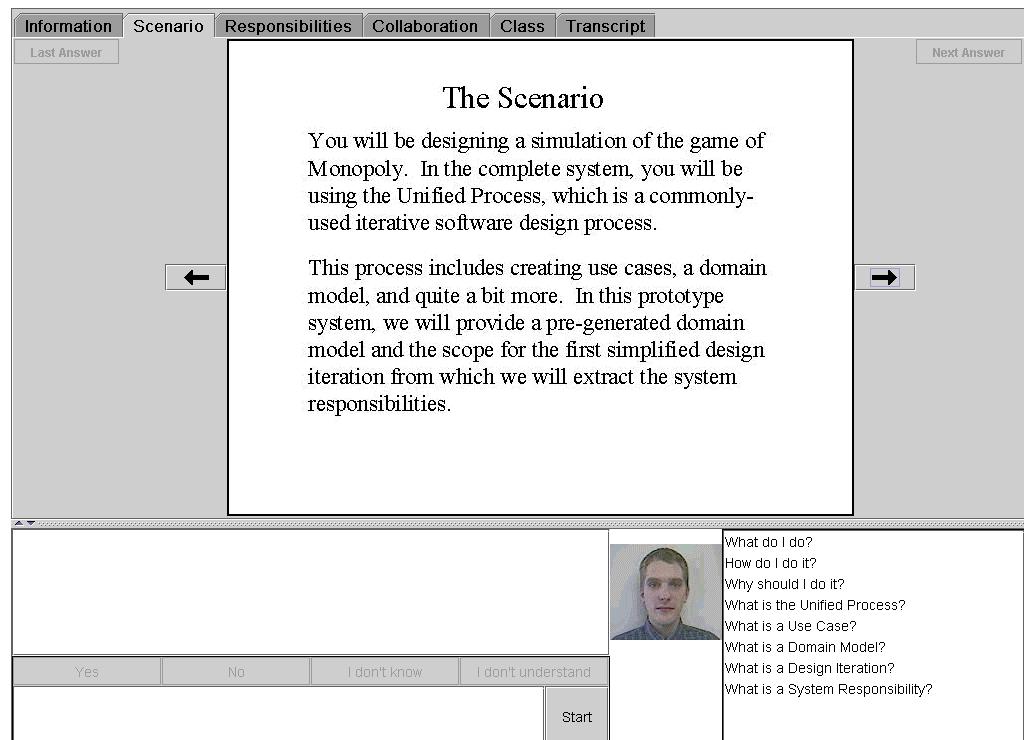 Information Scenario Responsibilities Collaboration Class Transcript
Last Answer
Next Answer
The Scenario
You will be designing a simulation of the game of
Monopoly. In the complete system, you will be
using the Unified Process, which is a commonly-
used iterative software design process.
This process includes creating use cases, a domain
model, and quite a bit more. In this prototype
system, we will provide a pre-generated domain
model and the scope for the first simplified design
iteration from which we will extract the system
responsibilities.
What do I do?
How do I do it?
Why should I do it?
What is the Unified Process?
What is a Use Case?
What is a Domain Model?
What is a Design Iteration?
What is a System Responsibility?
Yes No I don't know I don't understand
Start